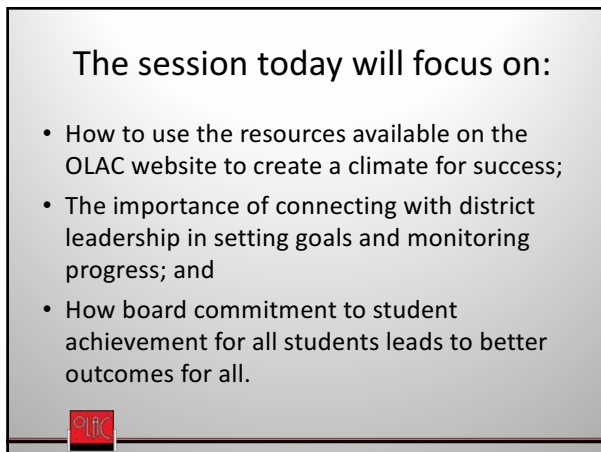 The session today will focus on:
• How to use the resources available on the
OLAC website to create a climate for success;
• The importance of connecting with district
leadership in setting goals and monitoring
progress; and
• How board commitment to student
achievement for all students leads to better
outcomes for all.
OLAC